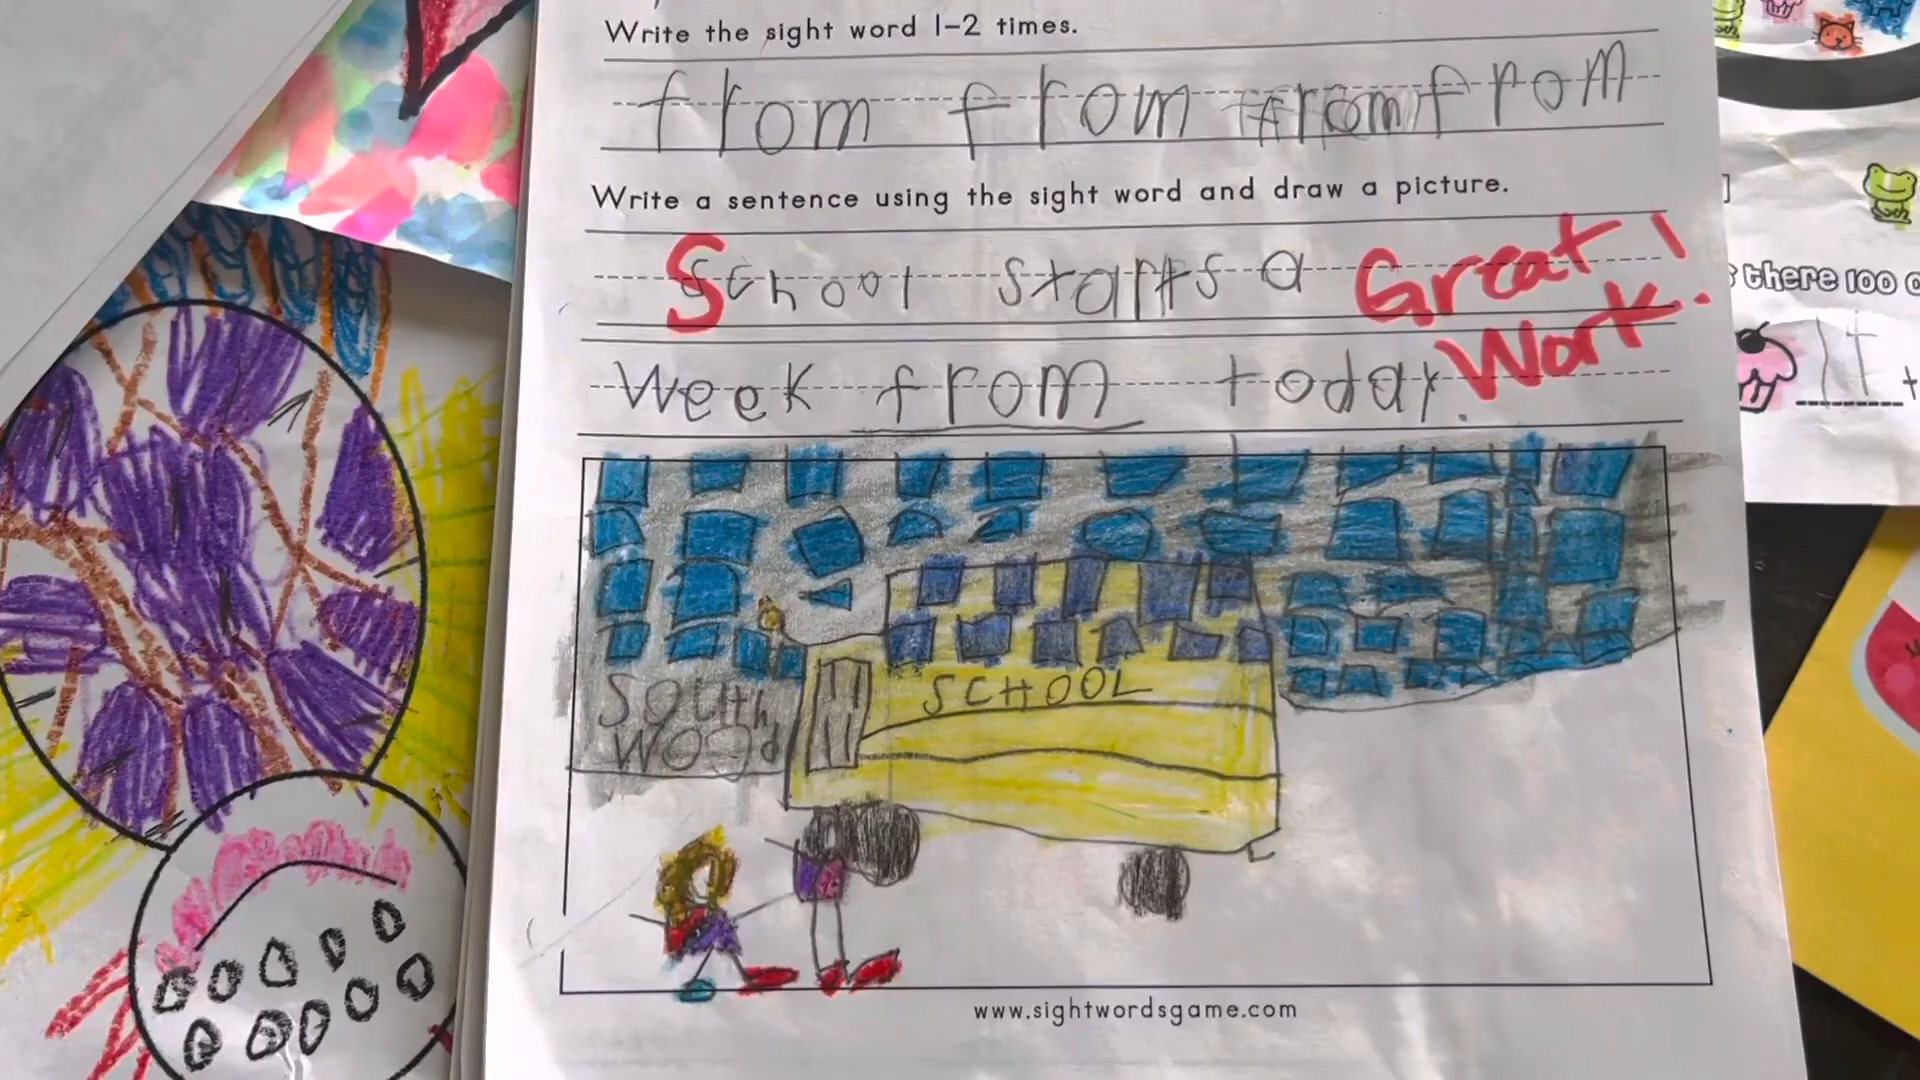 Write the sight word 1-2 times.
from from from from
Write a sentence using the sight word and draw a picture.
School starts a Great!
week from today. Work.
there 100
It
SCHOOL
South
Wood
www.sightwordsgame.com